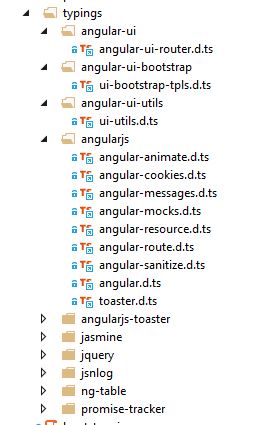 typings
angular-ui
angular-ui-router.d.ts
angular-ui-bootstrap
ui-bootstrap-tpls.d.ts
angular-ui-utils
ui-utils.d.ts
angularjs
angular-animate.d.ts
angular-cookies.d.ts
angular-messages.d.ts
angular-mocks.d.ts
angular-resource.d.ts
angular-route.d.ts
angular-sanitize.d.ts
angular.d.ts
toaster.d.ts
angularjs-toaster
jasmine
jquery
jsnlog
ng-table
promise-tracker